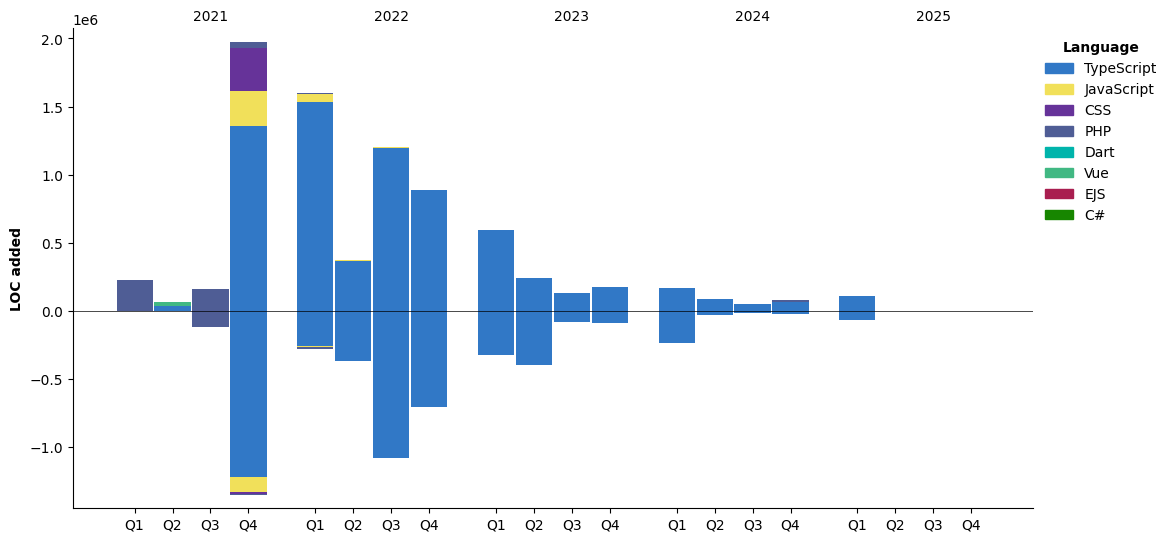 2021 2022 2023 2024 2025
1e6
2.0
1.5
1.0
0.5
0.0
−0.5
−1.0
LOC added
Q1 Q2 Q3 Q4 Q1 Q2 Q3 Q4 Q1 Q2 Q3 Q4 Q1 Q2 Q3 Q4 Q1 Q2 Q3 Q4
Language
TypeScript
JavaScript
CSS
PHP
Dart
Vue
EJS
C#